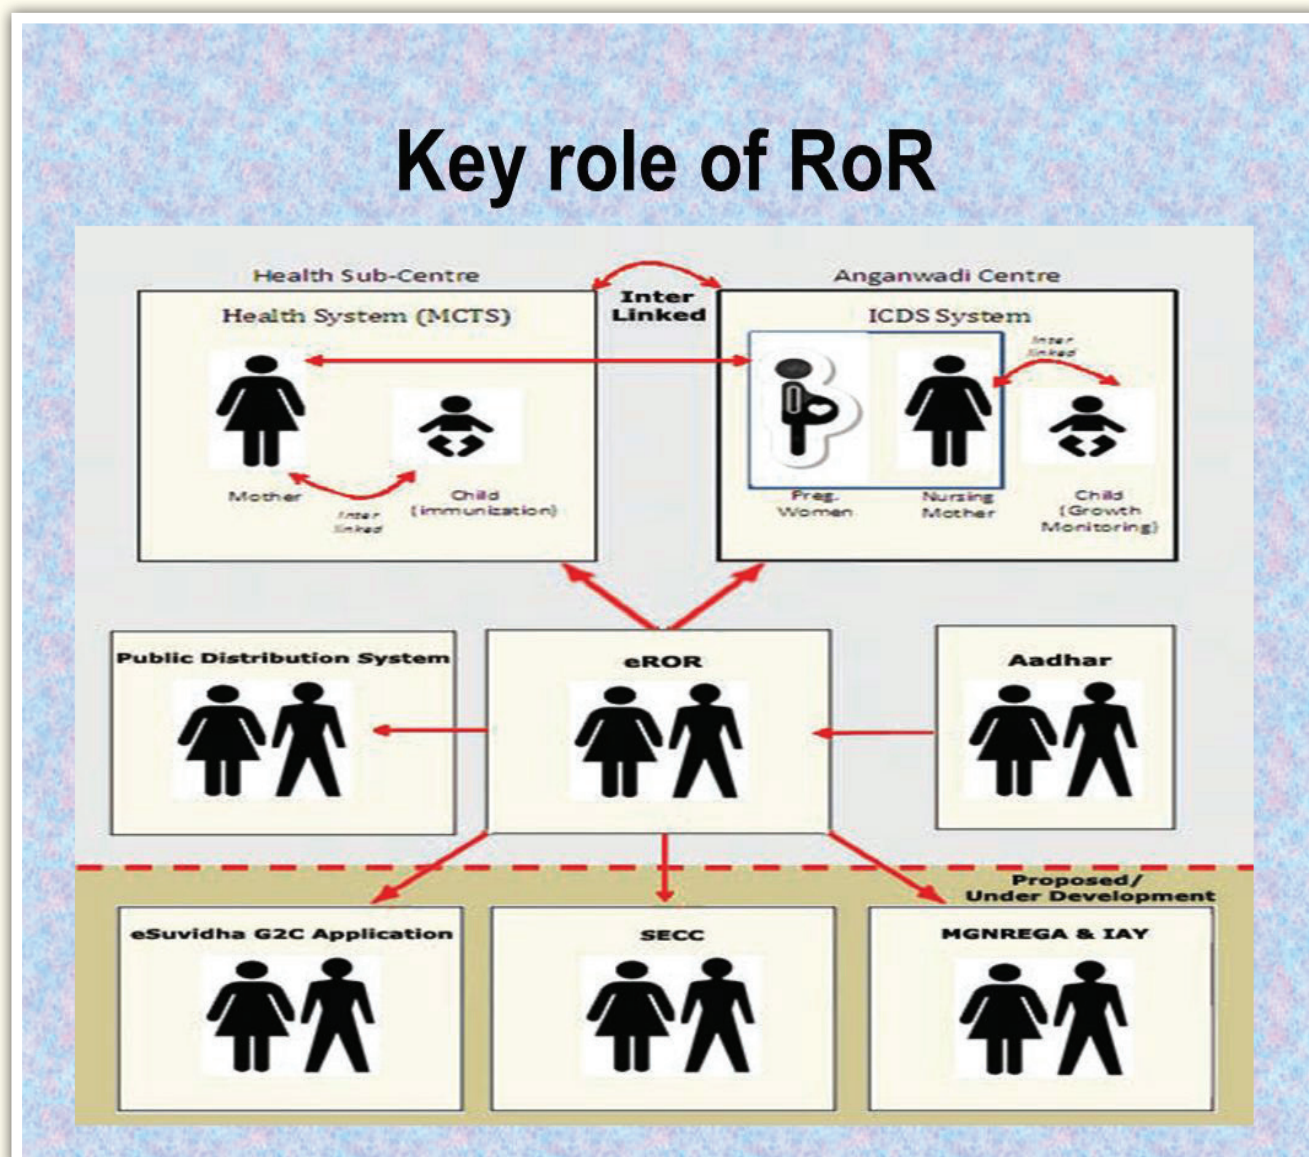 Key role of RoR
Health Sub-Centre
Inter
Linked
Anganwadi Centre
Health System (MCTS)
Mother
Inter
linked
Child
(immunization)
ICDS System
Inter
linked
Preg.
Women
Nursing
Mother
Child
(Growth
Monitoring)
Public Distribution System
eROR
Aadhar
Proposed/
Under Development
eSuvidha G2C Application
SECC
MGNREGA & IAY